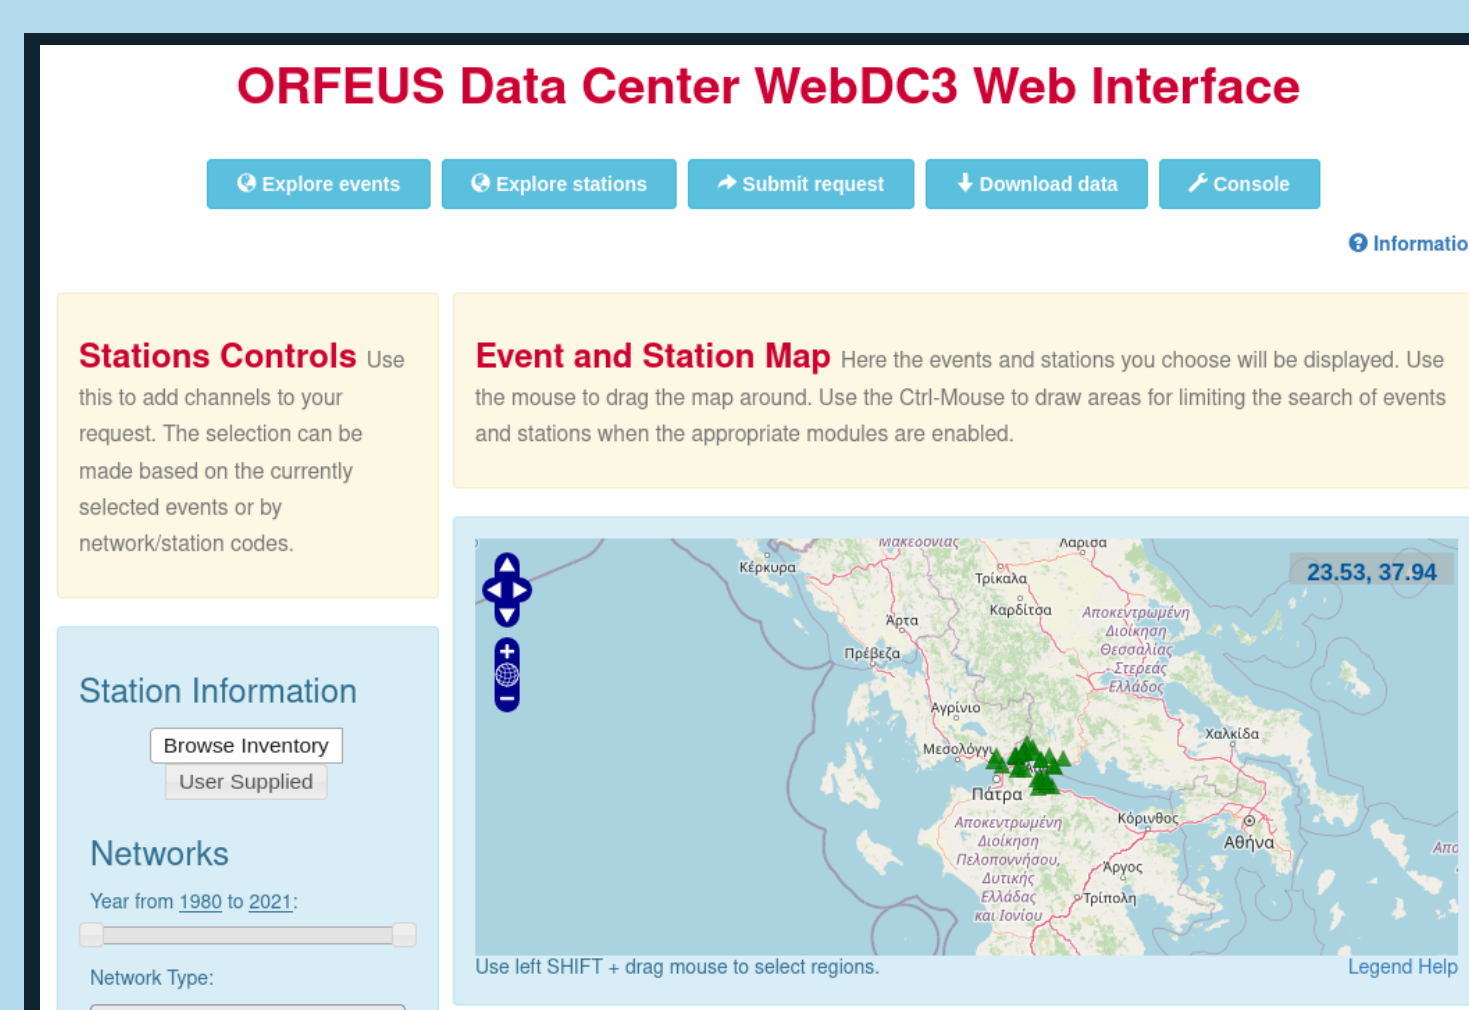 ORFEUS Data Center WebDC3 Web Interface
Explore events
Explore stations
Submit request
Download data
Console
Informatio
Stations Controls Use
this to add channels to your
request. The selection can be
made based on the currently
selected events or by
network/station codes.
Event and Station Map Here the events and stations you choose will be displayed. Use
the mouse to drag the map around. Use the Ctrl-Mouse to draw areas for limiting the search of events
and stations when the appropriate modules are enabled.
Station Information
Browse Inventory
User Supplied
Networks
Year from 1980 to 2021:
Network Type:
Μακεδονίας
Λάρισα
Κέρκυρα
Τρίκαλα
23.53, 37.94
Καρδίτσα
Άρτα
Αποκεντρωμένη
Διοίκηση
Θεσσαλίας
- Στερεάς
Ελλάδος
Πρέβεζα
Αγρίνιο
Χαλκίδα
Μεσολόγγι
Πάτρα
Κόρινθος
Αθήνα
Αποκεντρωμένη
Διοίκηση
Πελοποννήσου,
Δυτικής
Ελλάδας
και Ιονίου
Άργος
Τρίπολη
Απο
Use left SHIFT + drag mouse to select regions.
Legend Help